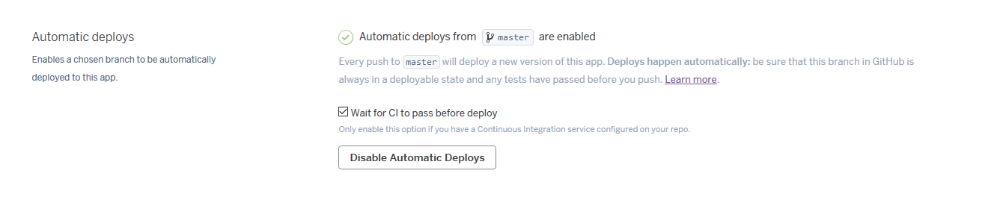 Automatic deploys
Enables a chosen branch to be automatically
deployed to this app.
Automatic deploys from master are enabled
Every push to master will deploy a new version of this app. Deploys happen automatically: be sure that this branch in GitHub is
always in a deployable state and any tests have passed before you push. Learn more.
Wait for CI to pass before deploy
Only enable this option if you have a Continuous Integration service configured on your repo.
Disable Automatic Deploys